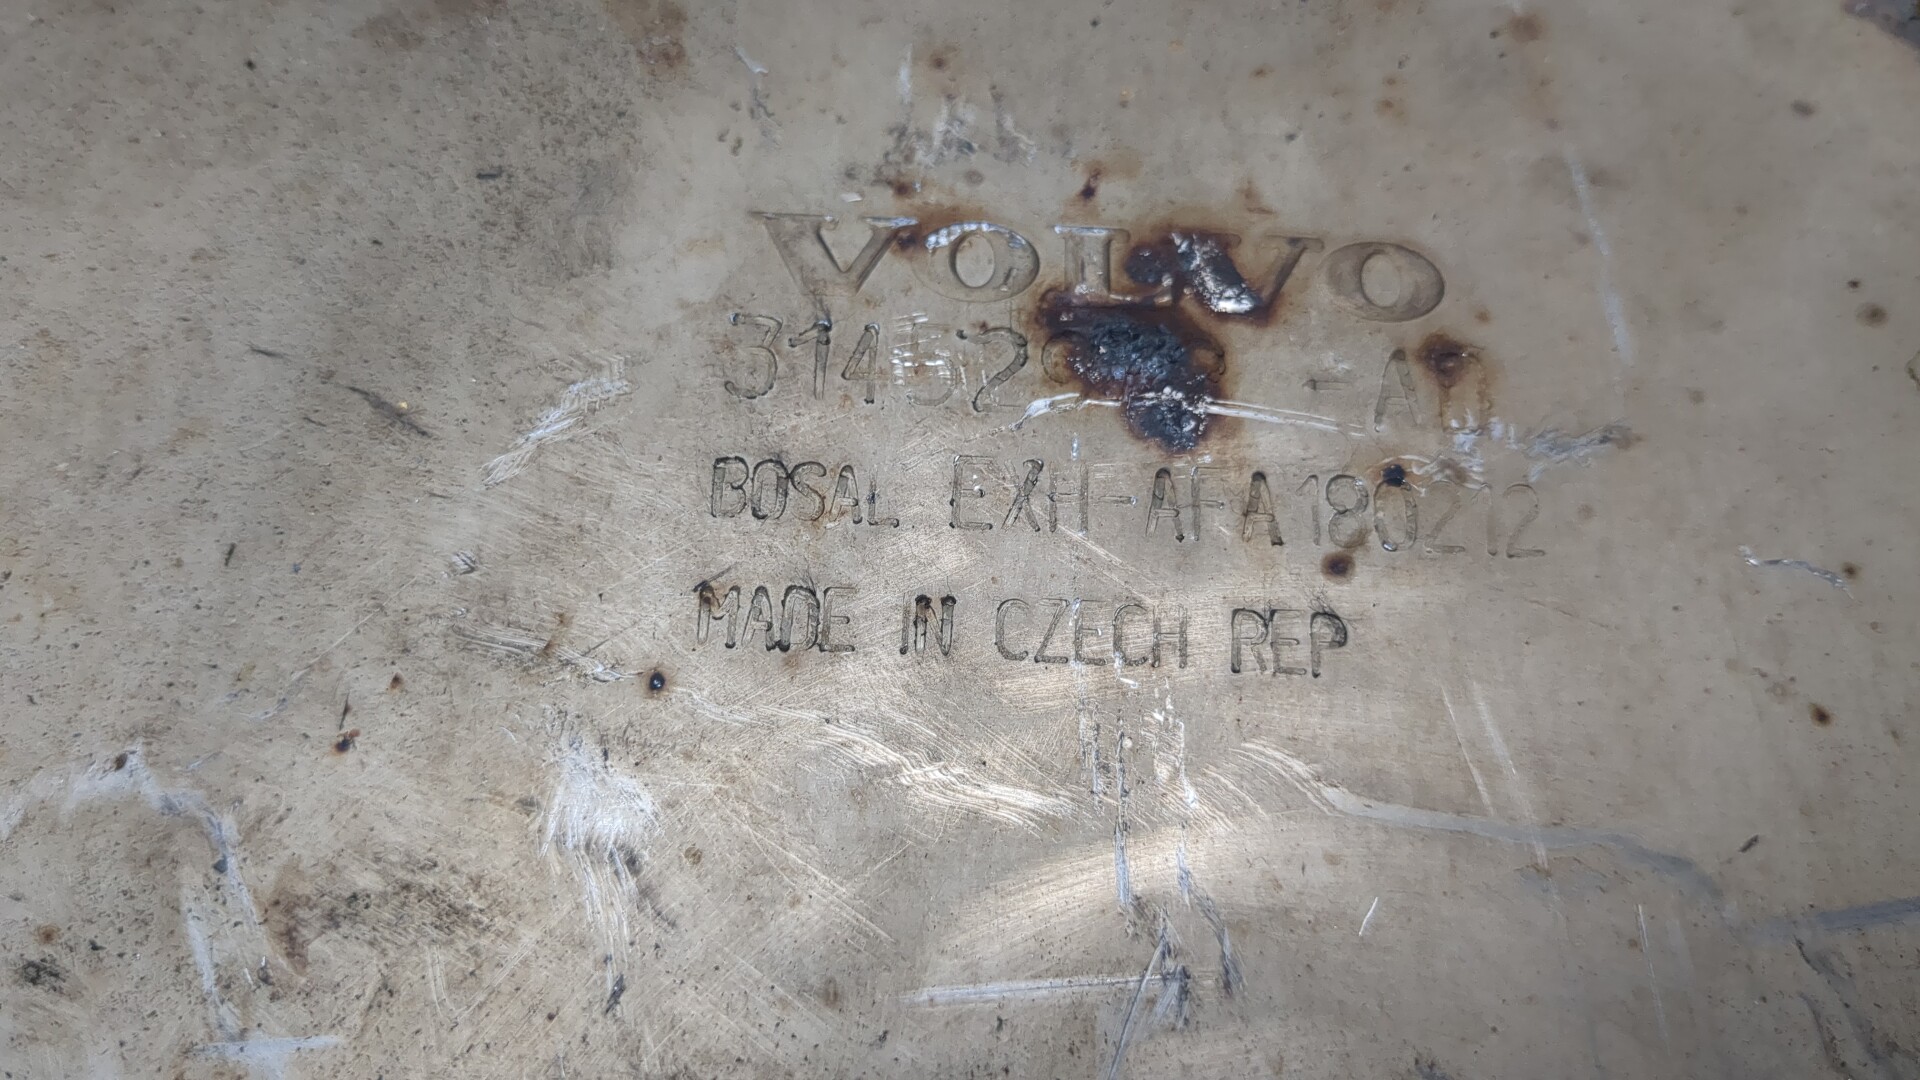 VOLVO
BOSAL EXH-AFA180212
MADE IN CZECH REP